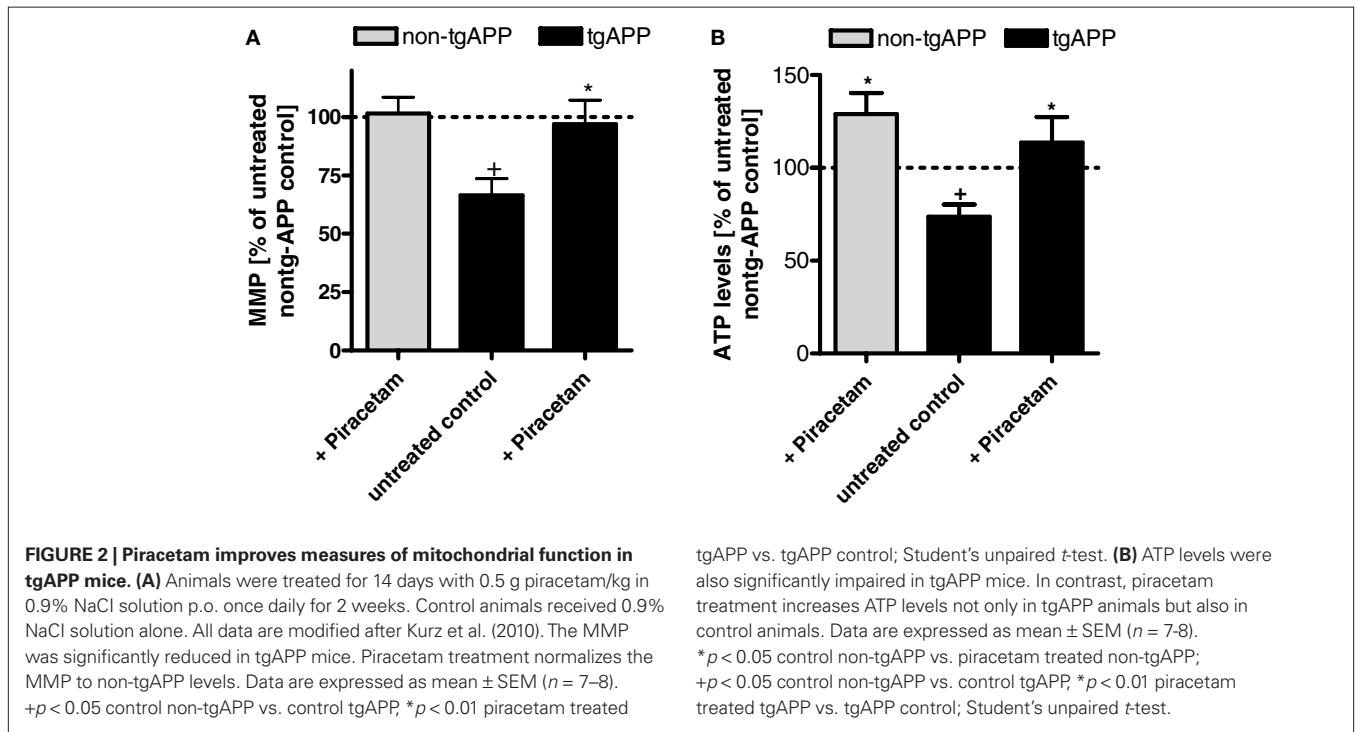 A
non-tgAPP tgAPP
MMP [% of untreated
nontg-APP control]
100
75
50
25
0
*
+
+ Piracetam
untreated control
+ Piracetam
B
non-tgAPP tgAPP
ATP levels [% of untreated
nontg-APP control]
150
100
50
0
*
+
*
+ Piracetam
untreated control
+ Piracetam
FIGURE 2 | Piracetam improves measures of mitochondrial function in
tgAPP mice. (A) Animals were treated for 14 days with 0.5 g piracetam/kg in
0.9% NaCl solution p.o. once daily for 2 weeks. Control animals received 0.9%
NaCl solution alone. All data are modified after Kurz et al. (2010). The MMP
was significantly reduced in tgAPP mice. Piracetam treatment normalizes the
MMP to non-tgAPP levels. Data are expressed as mean ± SEM (n = 7–8).
+p < 0.05 control non-tgAPP vs. control tgAPP, *p < 0.01 piracetam treated
tgAPP vs. tgAPP control; Student's unpaired t-test. (B) ATP levels were
also significantly impaired in tgAPP mice. In contrast, piracetam
treatment increases ATP levels not only in tgAPP animals but also in
control animals. Data are expressed as mean ± SEM (n = 7-8).
*p < 0.05 control non-tgAPP vs. piracetam treated non-tgAPP;
+p < 0.05 control non-tgAPP vs. control tgAPP, *p < 0.01 piracetam
treated tgAPP vs. tgAPP control; Student's unpaired t-test.